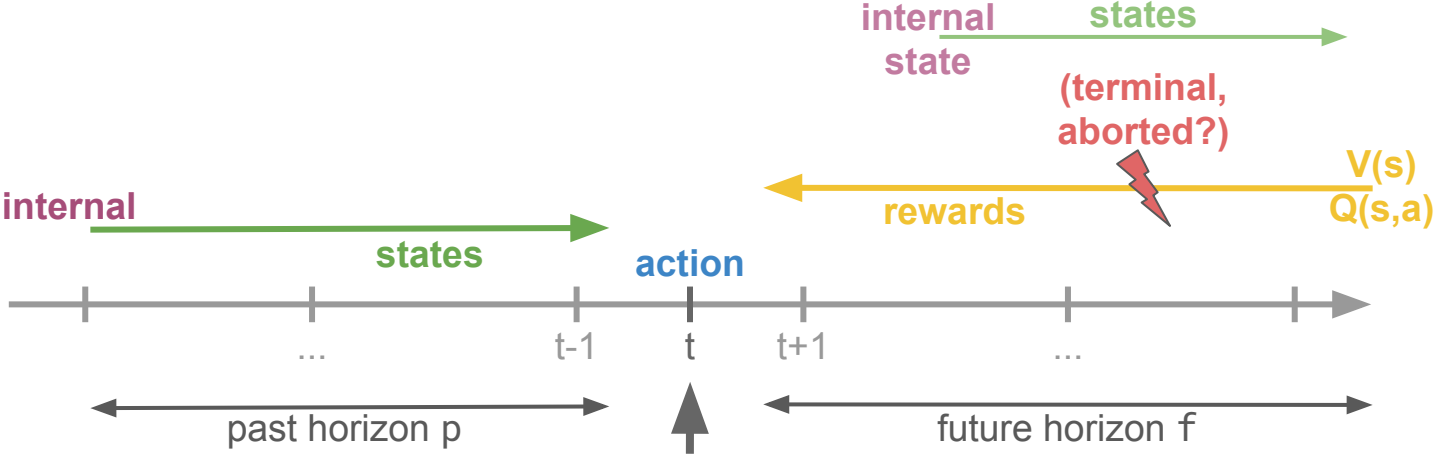 internal
state
states
(terminal,
aborted?)
V(s)
Q(s,a)
rewards
internal
states
action
... t-1 t t+1 ...
past horizon p
future horizon f